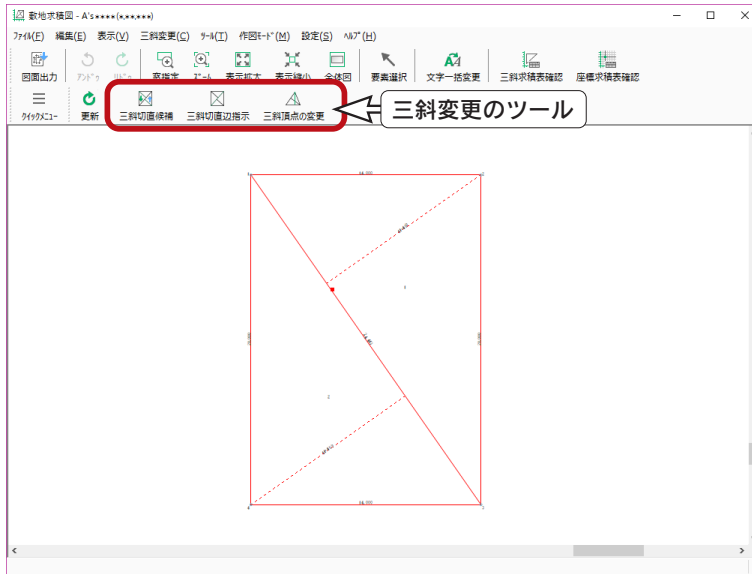 敷地求積図 - A's****(*.**.***)
ﾌｧｲﾙ(F) 編集(E) 表示(V) 三斜変更(C) ﾂｰﾙ(T) 作図ﾓｰﾄﾞ(M) 設定(S) ﾍﾙﾌﾟ(H)
図面出力 ｱﾝﾄﾞｩ ﾘﾄﾞｩ 窓指定 ｽﾞｰﾑ 表示拡大 表示縮小 全体図 要素選択 文字一括変更 三斜求積表確認 座標求積表確認
ｸｲｯｸﾒﾆｭｰ 更新 三斜切直候補 三斜切直辺指示 三斜頂点の変更
三斜変更のツール